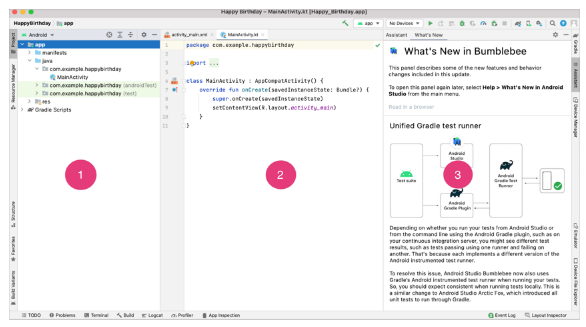 Happy Birthday – MainActivity.kt [Happy_Birthday.app]
HappyBirthday app
app
No Devices
Android
activity_main.xml
MainActivity.kt
Assistant What's New
Project
Resource Manager
Structure
Favorites
Build Variants
app
manifests
java
com.example.happybirthday
MainActivity
com.example.happybirthday (androidTest)
com.example.happybirthday (test)
res
Gradle Scripts
1
package com.example.happybirthday
import ...
class MainActivity : AppCompatActivity() {
override fun onCreate(savedInstanceState: Bundle?) {
super.onCreate(savedInstanceState)
setContentView(R.layout.activity_main)
}
}
2
What's New in Bumblebee
This panel describes some of the new features and behavior
changes included in this update.
To open this panel again later, select Help > What's New in Android
Studio from the main menu.
Read in a browser
Unified Gradle test runner
Test suite
Android
Studio
3
Android
Gradle Plugin
Android
Gradle Test
Runner
Depending on whether you run your tests from Android Studio or
from the command line using the Android Gradle plugin, such as on
your continuous integration server, you might see different test
results, such as tests passing using one runner and failing on
another. That's because each implements a different version of the
Android instrumented test runner.
To resolve this issue, Android Studio Bumblebee now also uses
Gradle's Android instrumented test runner when running your tests.
So, you should expect consistent when running tests locally. This is
a similar change to Android Studio Arctic Fox, which introduced all
unit tests to run through Gradle.
Gradle
Assistant
Device Manager
Emulator
Device File Explorer
TODO Problems Terminal Build Logcat Profiler App Inspection
Event Log Layout Inspector